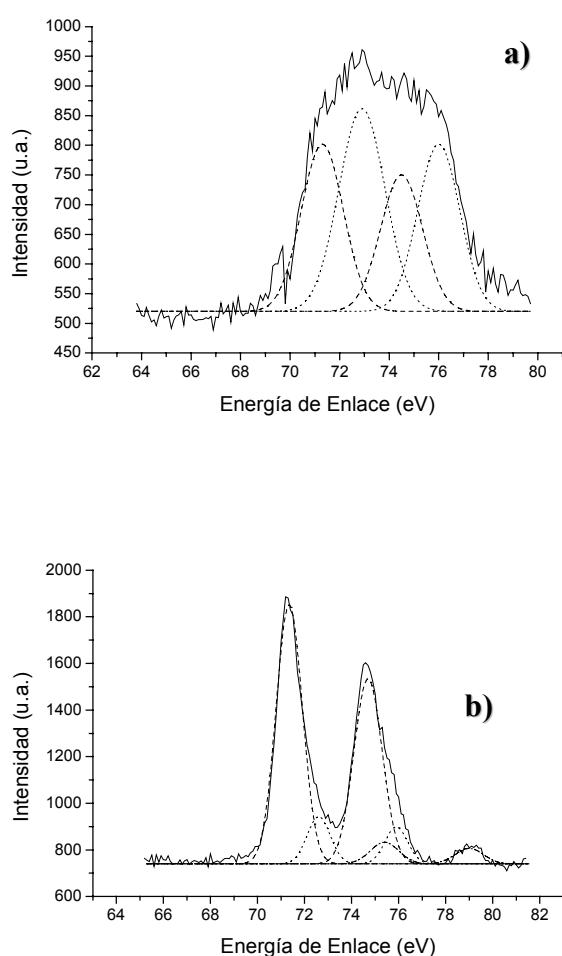 a)
1000
950
900
850
800
750
700
650
600
550
500
450
Intensidad (u.a.)
62 64 66 68 70 72 74 76 78 80
Energía de Enlace (eV)
b)
2000
1800
1600
1400
1200
1000
800
600
Intensidad (u.a.)
64 66 68 70 72 74 76 78 80 82
Energía de Enlace (eV)